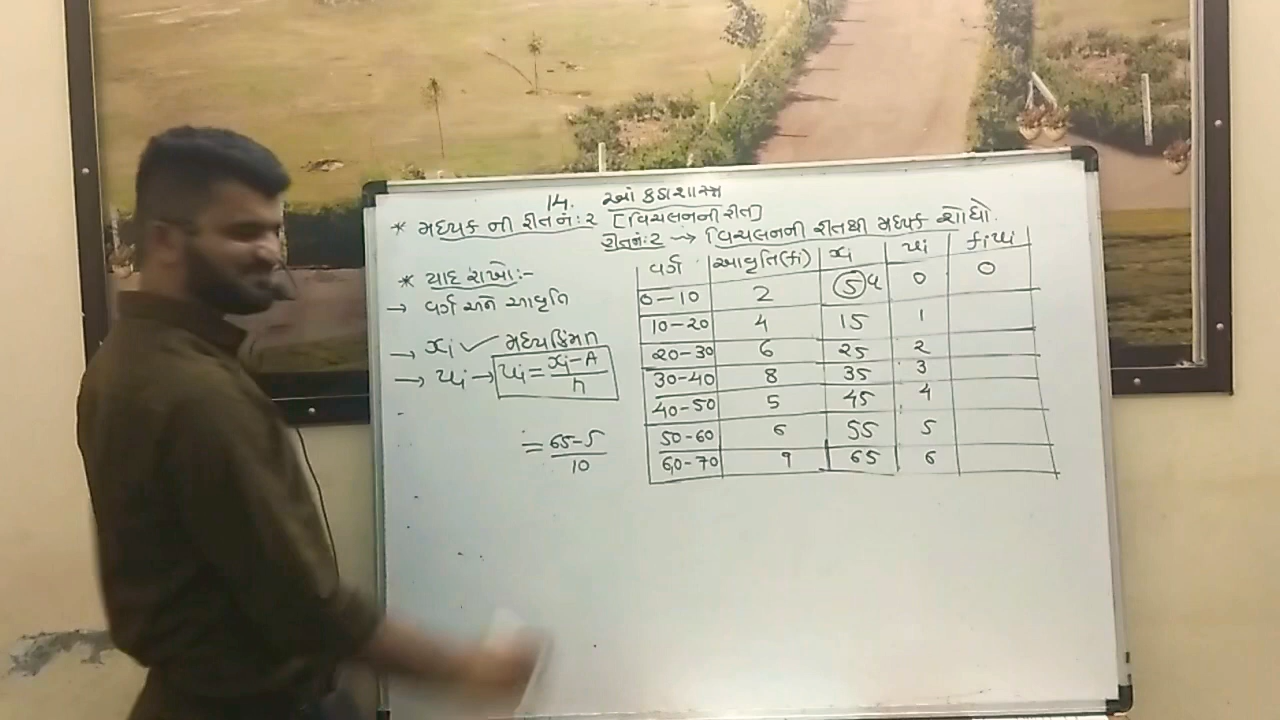 14. આંકડાશાસ્ત્ર
* મધ્યક ની રીત નં:૨ [વિચલનની રીત]
રીતનં:૨ → વિચલનની રીતથી મધ્યક શોધો.
* યાદ રાખો:-
→ વર્ગ અને આવૃતિ
→ xi ✓ મધ્યકિંમત
→ ui → ui = xi-A / h
= 65-5 / 10
વર્ગ આવૃતિ(fi) xi ui fiui
0-10 2 5 0 0
10-20 4 15 1
20-30 6 25 2
30-40 8 35 3
40-50 5 45 4
50-60 6 55 5
60-70 9 65 6